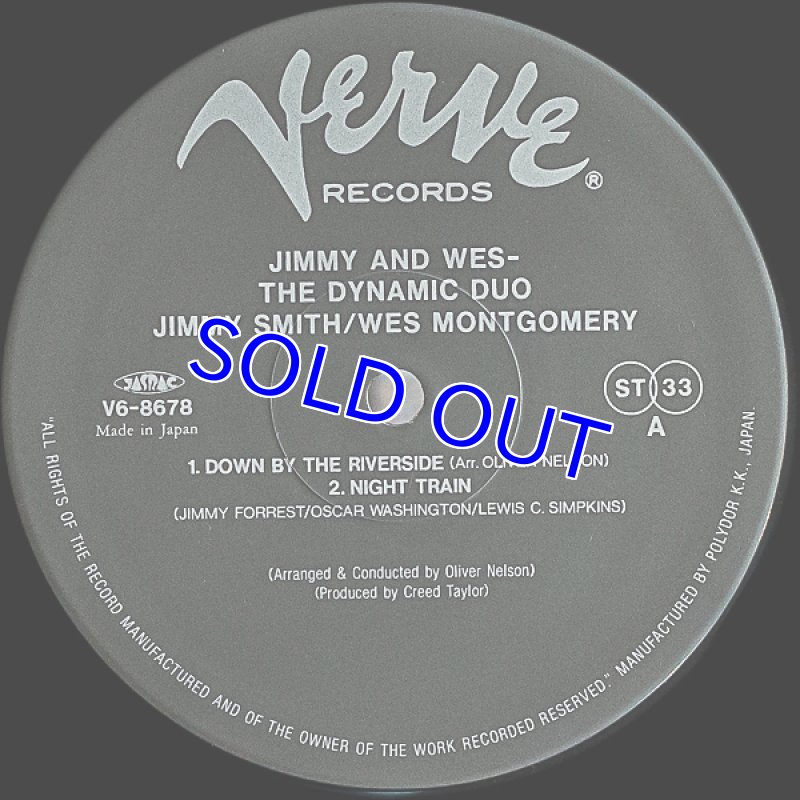 Verve®
RECORDS
JIMMY AND WES-
THE DYNAMIC DUO
JIMMY SMITH/WES MONTGOMERY
SOLD OUT
JASRAC
V6-8678
Made in Japan
ST 33
A
1. DOWN BY THE RIVERSIDE (Arr. OLIVER NELSON)
2. NIGHT TRAIN
(JIMMY FORREST/OSCAR WASHINGTON/LEWIS C. SIMPKINS)
(Arranged & Conducted by Oliver Nelson)
(Produced by Creed Taylor)
"ALL RIGHTS OF THE RECORD MANUFACTURED AND OF THE OWNER OF THE WORK RECORDED RESERVED." MANUFACTURED BY POLYDOR K.K., JAPAN.